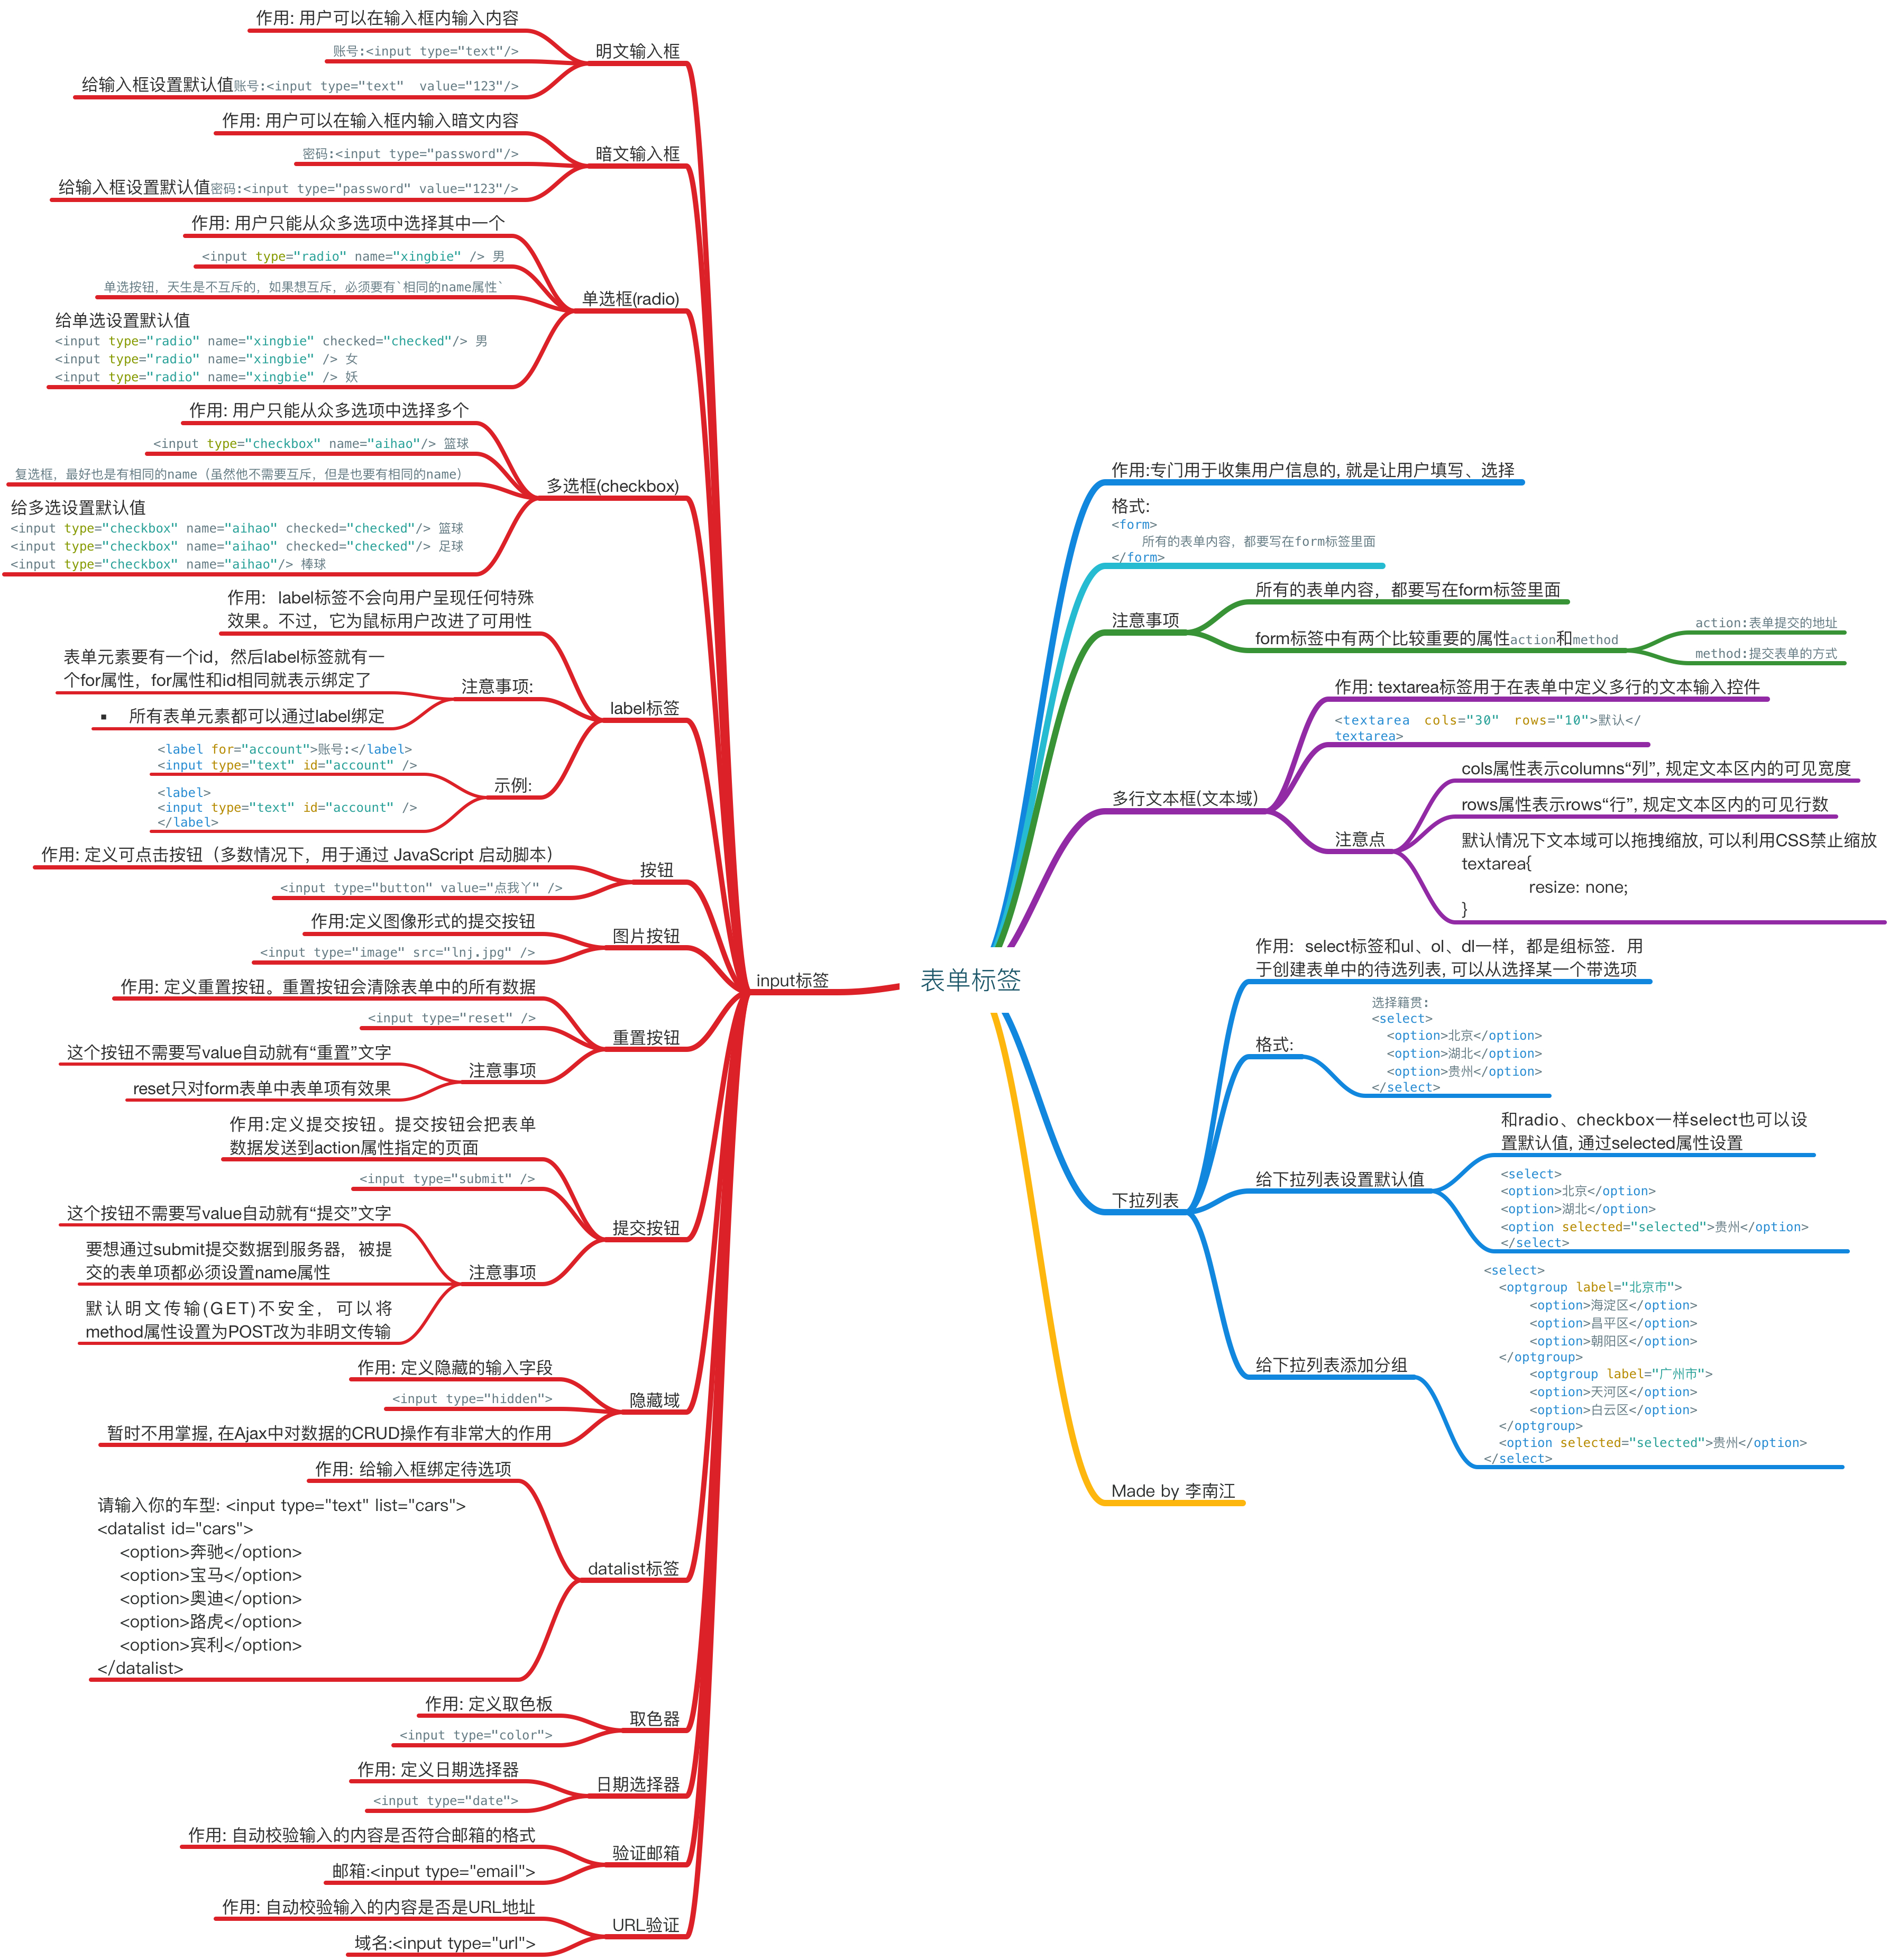 表单标签
input标签
明文输入框
作用: 用户可以在输入框内输入内容
账号:<input type="text"/>
给输入框设置默认值账号:<input type="text"  value="123"/>
暗文输入框
作用: 用户可以在输入框内输入暗文内容
密码:<input type="password"/>
给输入框设置默认值密码:<input type="password" value="123"/>
单选框(radio)
作用: 用户只能从众多选项中选择其中一个
<input type="radio" name="xingbie" /> 男
单选按钮，天生是不互斥的，如果想互斥，必须要有`相同的name属性`
给单选设置默认值
<input type="radio" name="xingbie" checked="checked"/> 男
<input type="radio" name="xingbie" /> 女
<input type="radio" name="xingbie" /> 妖
多选框(checkbox)
作用: 用户只能从众多选项中选择多个
<input type="checkbox" name="aihao"/> 篮球
复选框，最好也是有相同的name（虽然他不需要互斥，但是也要有相同的name）
给多选设置默认值
<input type="checkbox" name="aihao" checked="checked"/> 篮球
<input type="checkbox" name="aihao" checked="checked"/> 足球
<input type="checkbox" name="aihao"/> 棒球
label标签
作用：label标签不会向用户呈现任何特殊
效果。不过，它为鼠标用户改进了可用性
注意事项:
表单元素要有一个id，然后label标签就有一
个for属性，for属性和id相同就表示绑定了
▪ 所有表单元素都可以通过label绑定
示例:
<label for="account">账号:</label>
<input type="text" id="account" />
<label>
<input type="text" id="account" />
</label>
按钮
作用: 定义可点击按钮（多数情况下，用于通过 JavaScript 启动脚本）
<input type="button" value="点我丫" />
图片按钮
作用:定义图像形式的提交按钮
<input type="image" src="lnj.jpg" />
重置按钮
作用: 定义重置按钮。重置按钮会清除表单中的所有数据
<input type="reset" />
注意事项
这个按钮不需要写value自动就有“重置”文字
reset只对form表单中表单项有效果
提交按钮
作用:定义提交按钮。提交按钮会把表单
数据发送到action属性指定的页面
<input type="submit" />
注意事项
这个按钮不需要写value自动就有“提交”文字
要想通过submit提交数据到服务器，被提
交的表单项都必须设置name属性
默认明文传输(GET)不安全，可以将
method属性设置为POST改为非明文传输
隐藏域
作用: 定义隐藏的输入字段
<input type="hidden">
暂时不用掌握, 在Ajax中对数据的CRUD操作有非常大的作用
datalist标签
作用: 给输入框绑定待选项
请输入你的车型: <input type="text" list="cars">
<datalist id="cars">
<option>奔驰</option>
<option>宝马</option>
<option>奥迪</option>
<option>路虎</option>
<option>宾利</option>
</datalist>
取色器
作用: 定义取色板
<input type="color">
日期选择器
作用: 定义日期选择器
<input type="date">
验证邮箱
作用: 自动校验输入的内容是否符合邮箱的格式
邮箱:<input type="email">
URL验证
作用: 自动校验输入的内容是否是URL地址
域名:<input type="url">
作用:专门用于收集用户信息的, 就是让用户填写、选择
格式:
<form>
所有的表单内容，都要写在form标签里面
</form>
注意事项
所有的表单内容，都要写在form标签里面
form标签中有两个比较重要的属性action和method
action:表单提交的地址
method:提交表单的方式
多行文本框(文本域)
作用: textarea标签用于在表单中定义多行的文本输入控件
<textarea  cols="30"  rows="10">默认</
textarea>
注意点
cols属性表示columns“列”, 规定文本区内的可见宽度
rows属性表示rows“行”, 规定文本区内的可见行数
默认情况下文本域可以拖拽缩放, 可以利用CSS禁止缩放
textarea{
resize: none;
}
下拉列表
作用：select标签和ul、ol、dl一样，都是组标签．用
于创建表单中的待选列表, 可以从选择某一个带选项
格式:
选择籍贯:
<select>
<option>北京</option>
<option>湖北</option>
<option>贵州</option>
</select>
给下拉列表设置默认值
和radio、checkbox一样select也可以设
置默认值, 通过selected属性设置
<select>
<option>北京</option>
<option>湖北</option>
<option selected="selected">贵州</option>
</select>
给下拉列表添加分组
<select>
<optgroup label="北京市">
<option>海淀区</option>
<option>昌平区</option>
<option>朝阳区</option>
</optgroup>
<optgroup label="广州市">
<option>天河区</option>
<option>白云区</option>
</optgroup>
<option selected="selected">贵州</option>
</select>
Made by 李南江